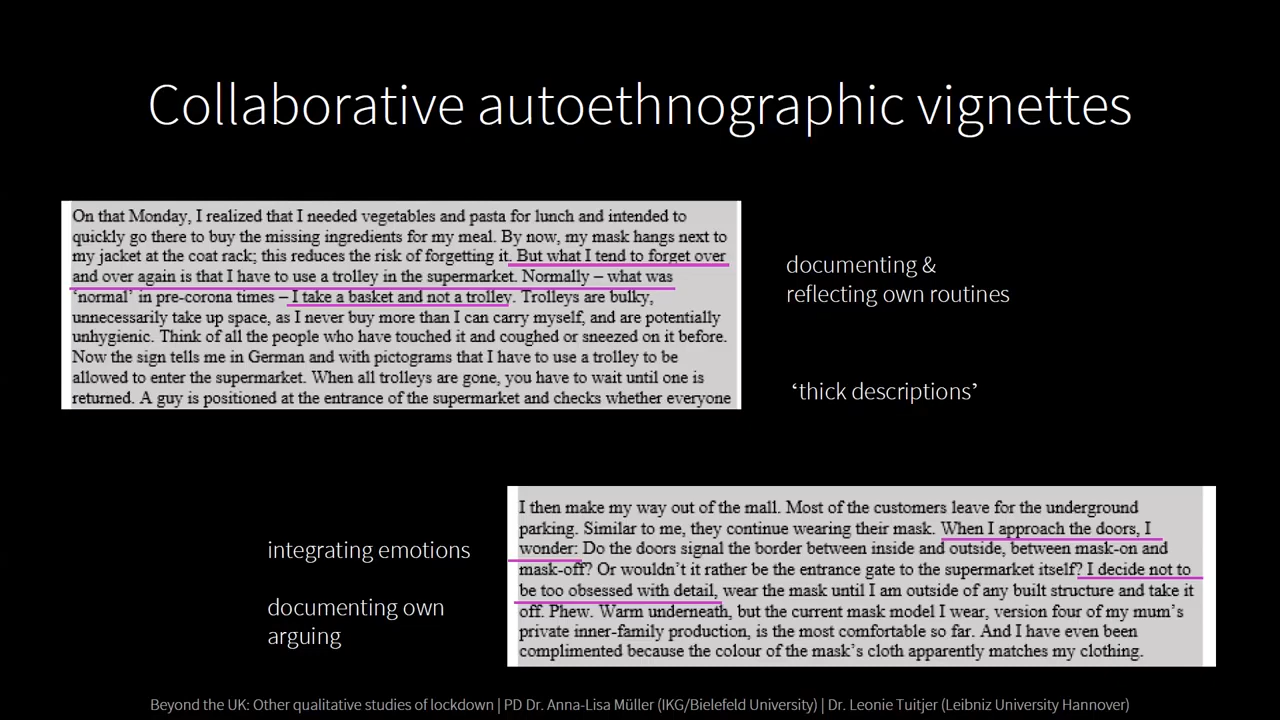 Collaborative autoethnographic vignettes
On that Monday, I realized that I needed vegetables and pasta for lunch and intended to
quickly go there to buy the missing ingredients for my meal. By now, my mask hangs next to
my jacket at the coat rack; this reduces the risk of forgetting it. But what I tend to forget over
and over again is that I have to use a trolley in the supermarket. Normally – what was
‘normal’ in pre-corona times – I take a basket and not a trolley. Trolleys are bulky,
unnecessarily take up space, as I never buy more than I can carry myself, and are potentially
unhygienic. Think of all the people who have touched it and coughed or sneezed on it before.
Now the sign tells me in German and with pictograms that I have to use a trolley to be
allowed to enter the supermarket. When all trolleys are gone, you have to wait until one is
returned. A guy is positioned at the entrance of the supermarket and checks whether everyone
documenting &
reflecting own routines
‘thick descriptions’
integrating emotions
documenting own
arguing
I then make my way out of the mall. Most of the customers leave for the underground
parking. Similar to me, they continue wearing their mask. When I approach the doors, I
wonder: Do the doors signal the border between inside and outside, between mask-on and
mask-off? Or wouldn’t it rather be the entrance gate to the supermarket itself? I decide not to
be too obsessed with detail, wear the mask until I am outside of any built structure and take it
off. Phew. Warm underneath, but the current mask model I wear, version four of my mum’s
private inner-family production, is the most comfortable so far. And I have even been
complimented because the colour of the mask’s cloth apparently matches my clothing.
Beyond the UK: Other qualitative studies of lockdown | PD Dr. Anna-Lisa Müller (IKG/Bielefeld University) | Dr. Leonie Tuitjer (Leibniz University Hannover)